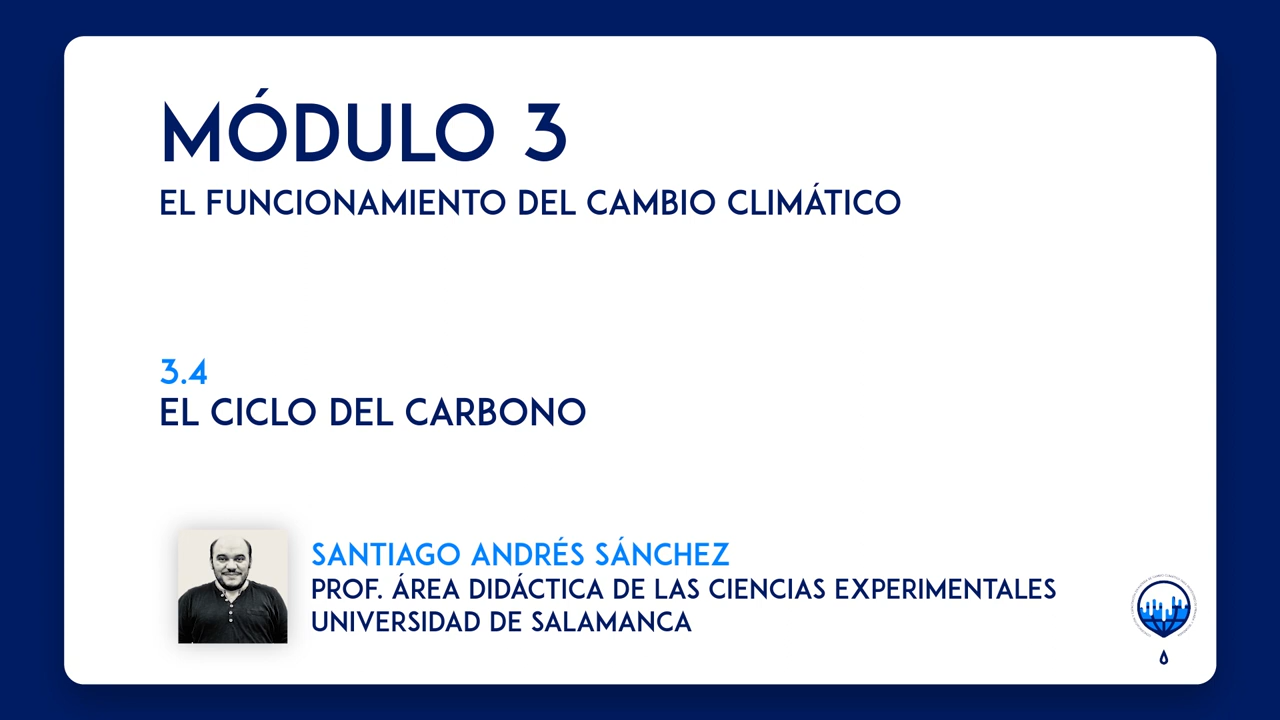 MÓDULO 3
EL FUNCIONAMIENTO DEL CAMBIO CLIMÁTICO
3.4
EL CICLO DEL CARBONO
SANTIAGO ANDRÉS SÁNCHEZ
PROF. ÁREA DIDÁCTICA DE LAS CIENCIAS EXPERIMENTALES
UNIVERSIDAD DE SALAMANCA